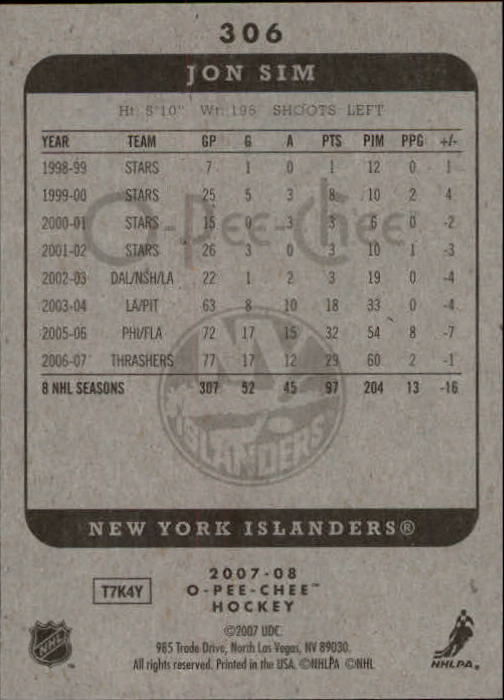 306
JON SIM
Ht: 5'10" Wt: 195 SHOOTS LEFT
YEAR TEAM GP G A PTS PIM PPG +/-
1998-99 STARS 7 1 0 1 12 0 1
1999-00 STARS 25 5 3 8 10 2 4
2000-01 STARS 15 0 3 3 6 0 -2
2001-02 STARS 26 3 0 3 10 1 -3
2002-03 DAL/NSH/LA 22 1 2 3 19 0 -4
2003-04 LA/PIT 63 8 10 18 33 0 -4
2005-06 PHI/FLA 72 17 15 32 54 8 -7
2006-07 THRASHERS 77 17 12 29 60 2 -1
8 NHL SEASONS 307 52 45 97 204 13 -16
O-Pee-Chee
NY
ISLANDERS
NEW YORK ISLANDERS®
T7K4Y
2007-08
O-PEE-CHEE™
HOCKEY
©2007 UDC
985 Trade Drive, North Las Vegas, NV 89030.
All rights reserved. Printed in the USA. ©NHLPA ©NHL
NHL
NHLPA®